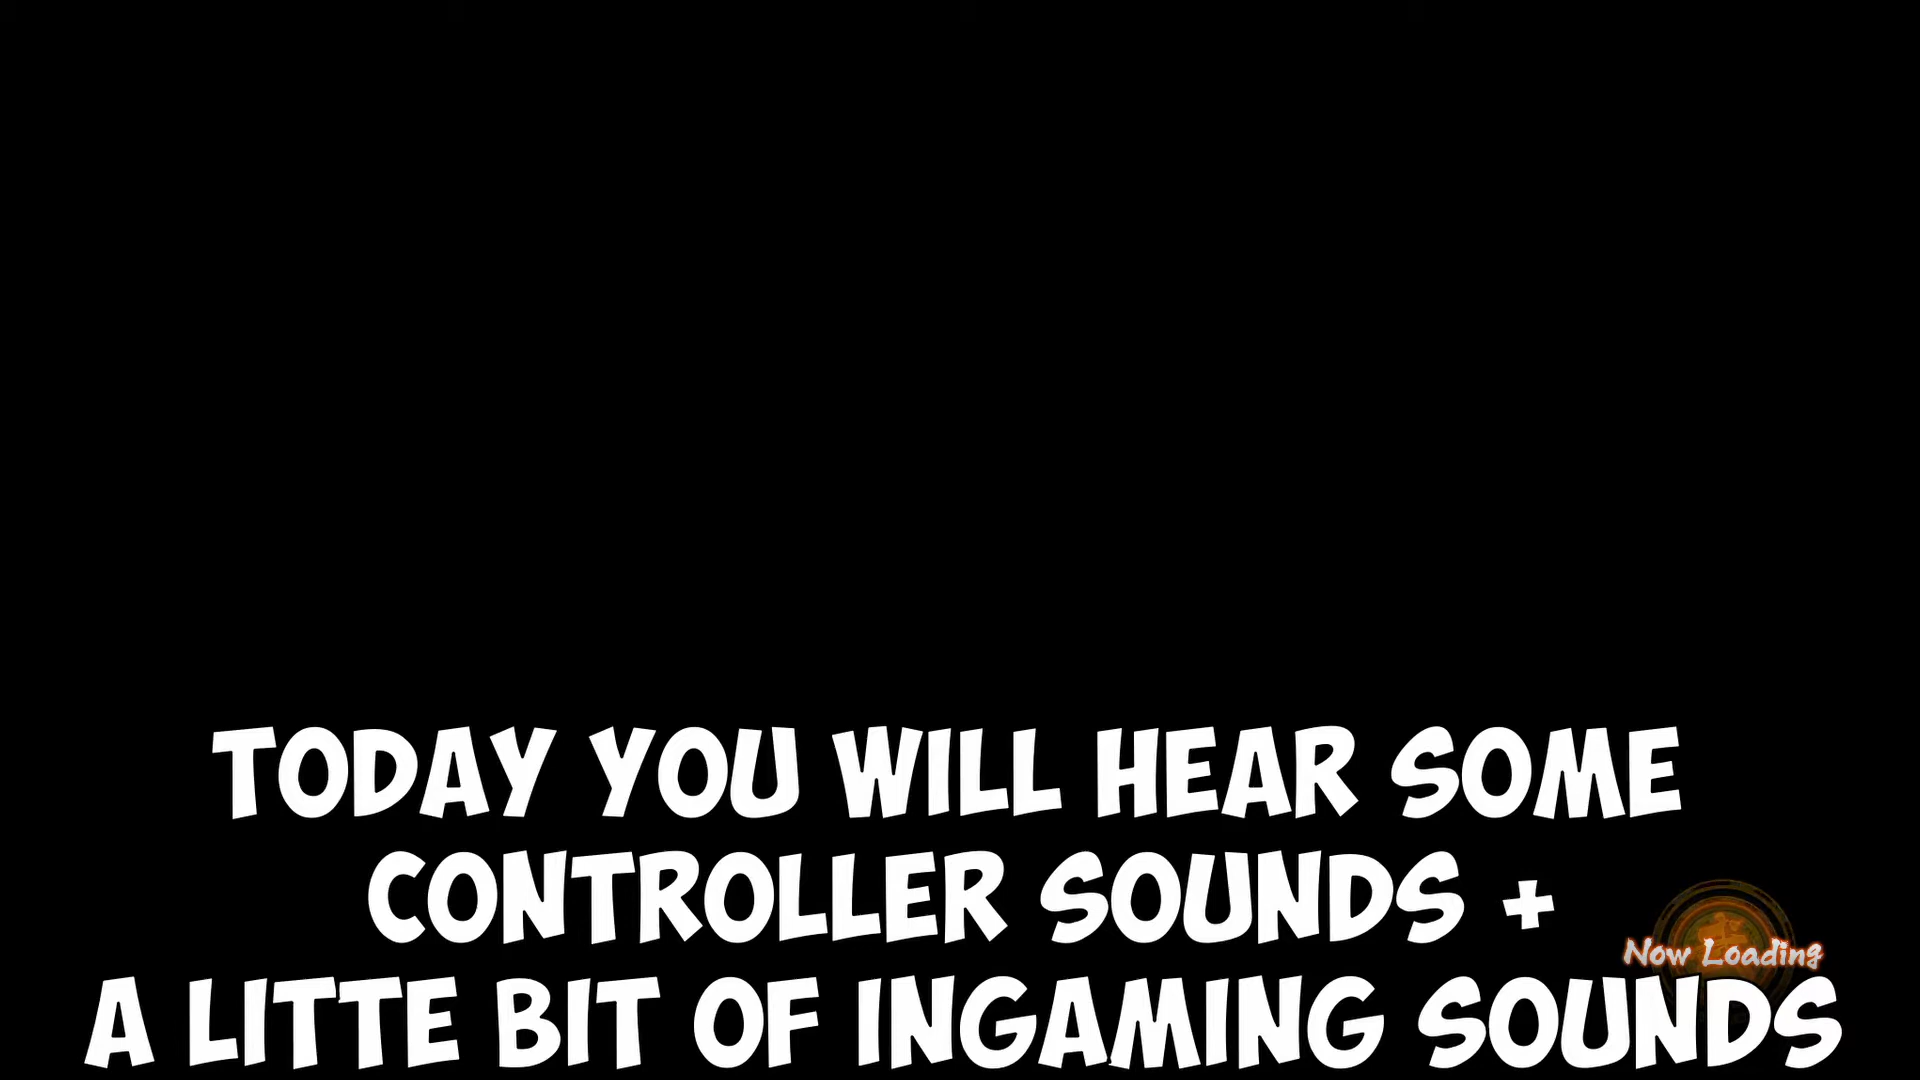 TODAY YOU WILL HEAR SOME
CONTROLLER SOUNDS +
Now Loading
A LITTE BIT OF INGAMING SOUNDS